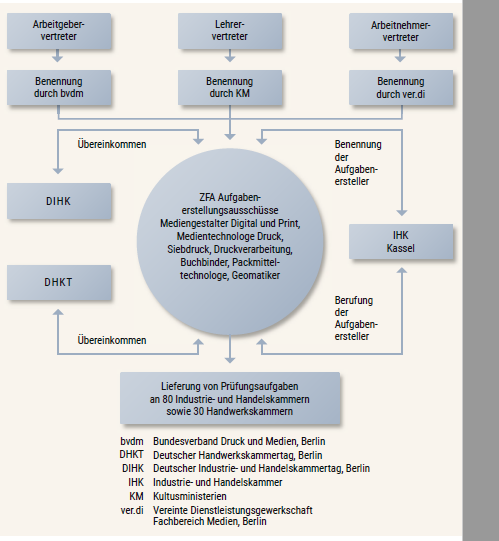 Arbeitgeber-
vertreter
Lehrer-
vertreter
Arbeitnehmer-
vertreter
Benennung
durch bvdm
Benennung
durch KM
Benennung
durch ver.di
Übereinkommen
Benennung
der
Aufgaben-
ersteller
DIHK
ZFA Aufgaben-
erstellungsausschüsse
Mediengestalter Digital und Print,
Medientechnologe Druck,
Siebdruck, Druckverarbeitung,
Buchbinder, Packmittel-
technologe, Geomatiker
IHK
Kassel
DHKT
Berufung
der
Aufgaben-
ersteller
Übereinkommen
Lieferung von Prüfungsaufgaben
an 80 Industrie- und Handelskammern
sowie 30 Handwerkskammern
bvdm Bundesverband Druck und Medien, Berlin
DHKT Deutscher Handwerkskammertag, Berlin
DIHK Deutscher Industrie- und Handelskammertag, Berlin
IHK Industrie- und Handelskammer
KM Kultusministerien
ver.di Vereinte Dienstleistungsgewerkschaft
Fachbereich Medien, Berlin